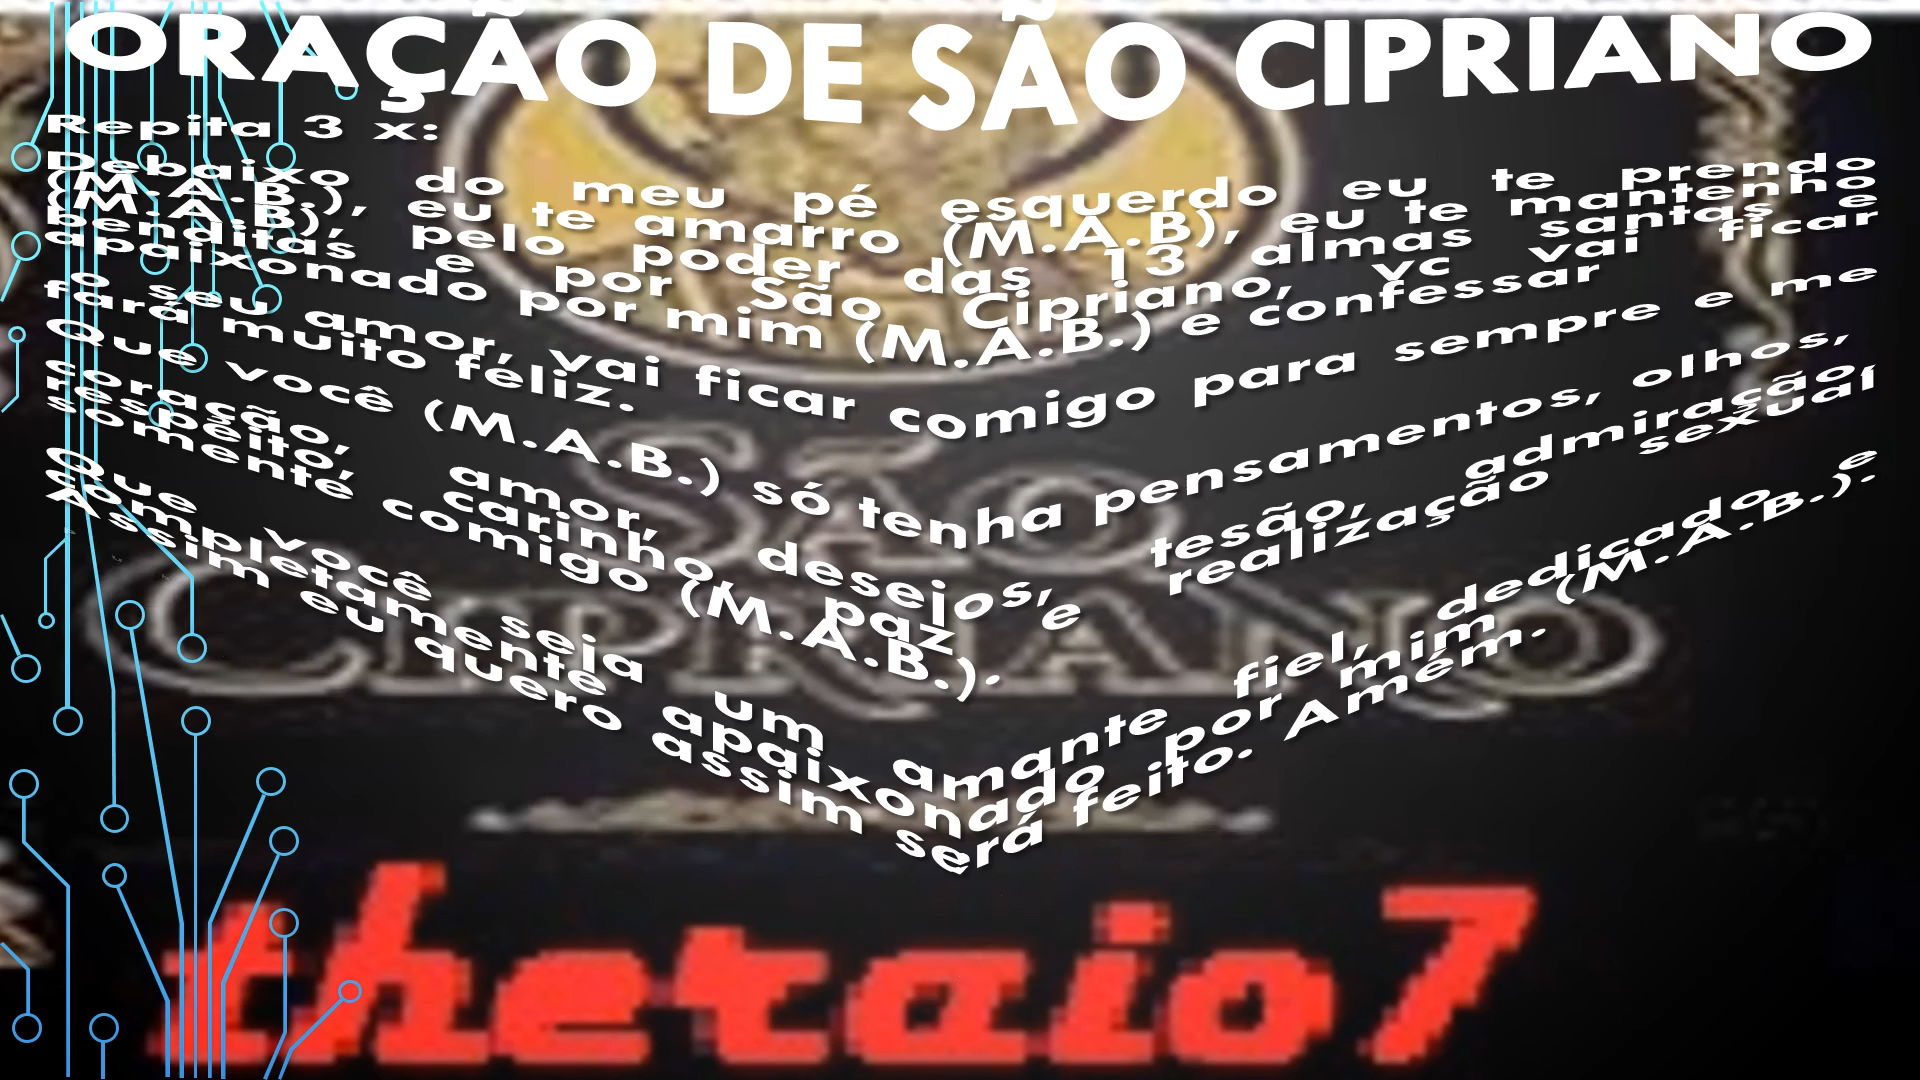 ORAÇÃO DE SÃO CIPRIANO
Repita 3 x:
Debaixo do meu pé esquerdo eu te prendo
(M.A.B.), eu te amarro (M.A.B), eu te mantenho
(M.A.B), pelo poder das 13 almas santas e
benditas e por São Cipriano, vc vai ficar
apaixonado por mim (M.A.B.) e confessar
o seu amor, vai ficar comigo para sempre e me
fará muito feliz.
Que você (M.A.B.) só tenha pensamentos, olhos,
coração, amor, desejos, tesão, admiração,
respeito, carinho, paz e realização sexual
somente comigo (M.A.B.).
Que você seja um amante fiel, dedicado e
completamente apaixonado por mim (M.A.B.).
Assim eu quero assim será feito. Amém.
SÃO
CIPRIANO
theraio7